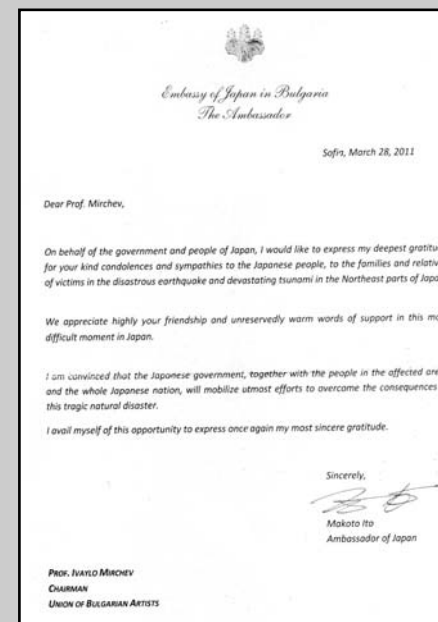 Embassy of Japan in Bulgaria
The Ambassador
Sofia, March 28, 2011
Dear Prof. Mirchev,
On behalf of the government and people of Japan, I would like to express my deepest gratitu
for your kind condolences and sympathies to the Japanese people, to the families and relativ
of victims in the disastrous earthquake and devastating tsunami in the Northeast parts of Japa
We appreciate highly your friendship and unreservedly warm words of support in this mo
difficult moment in Japan.
I am convinced that the Japanese government, together with the people in the affected are
and the whole Japanese nation, will mobilize utmost efforts to overcome the consequences
this tragic natural disaster.
I avail myself of this opportunity to express once again my most sincere gratitude.
Sincerely,
Makoto Ito
Ambassador of Japan
PROF. IVAYLO MIRCHEV
CHAIRMAN
UNION OF BULGARIAN ARTISTS